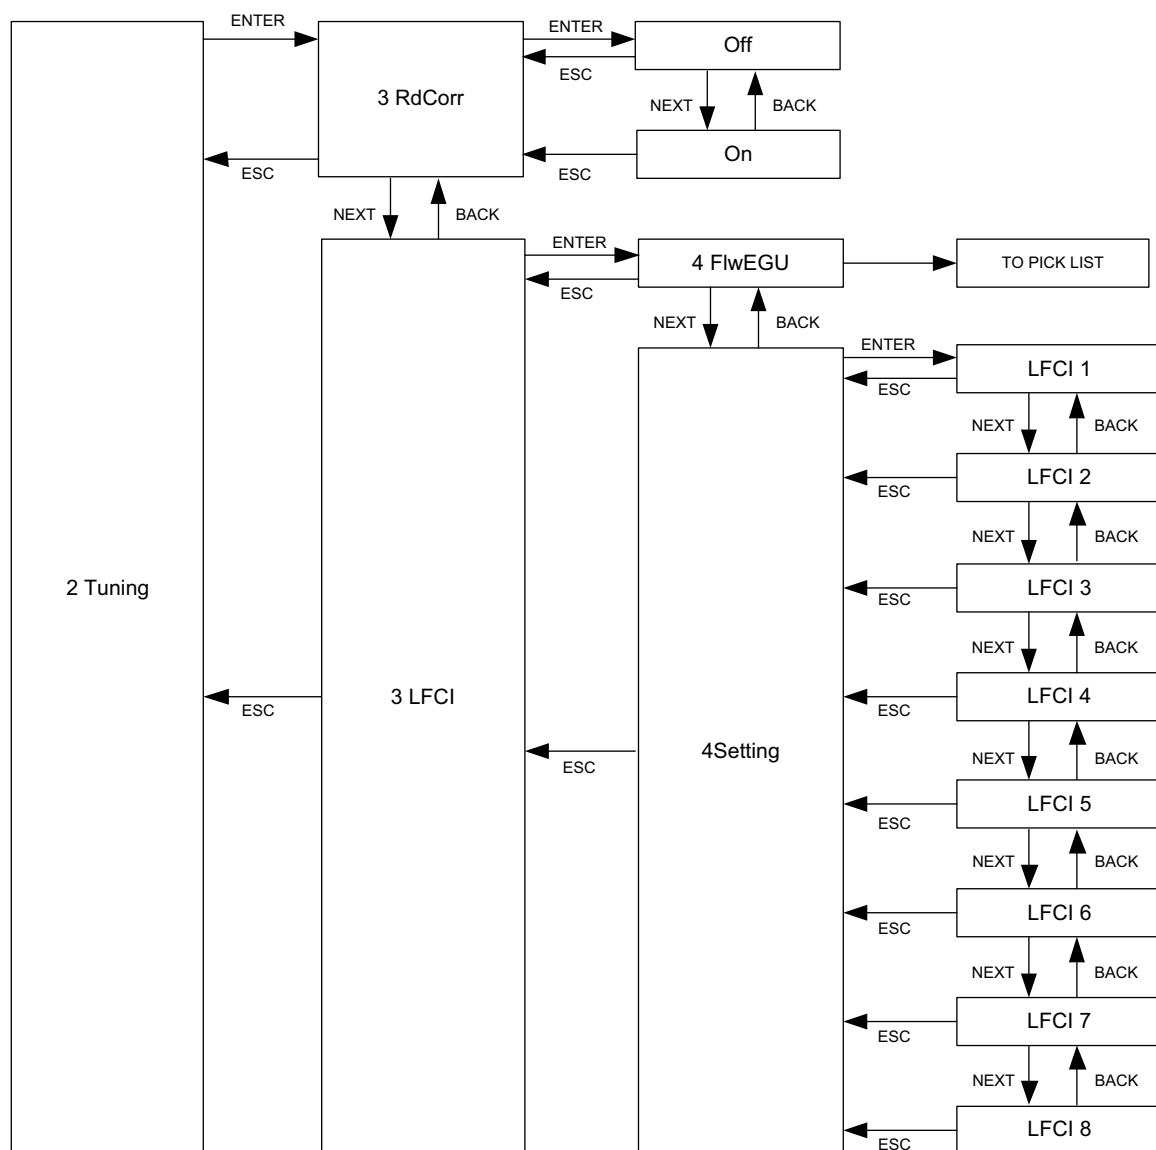 ENTER
ENTER
Off
ESC
3 RdCorr
NEXT
BACK
On
ESC
ESC
NEXT
BACK
ENTER
4 FlwEGU
TO PICK LIST
ESC
NEXT
BACK
ENTER
LFCI 1
ESC
NEXT
BACK
LFCI 2
ESC
NEXT
BACK
2 Tuning
LFCI 3
ESC
NEXT
BACK
3 LFCI
LFCI 4
ESC
ESC
4Setting
NEXT
BACK
ESC
LFCI 5
ESC
NEXT
BACK
LFCI 6
ESC
NEXT
BACK
LFCI 7
ESC
NEXT
BACK
LFCI 8
ESC